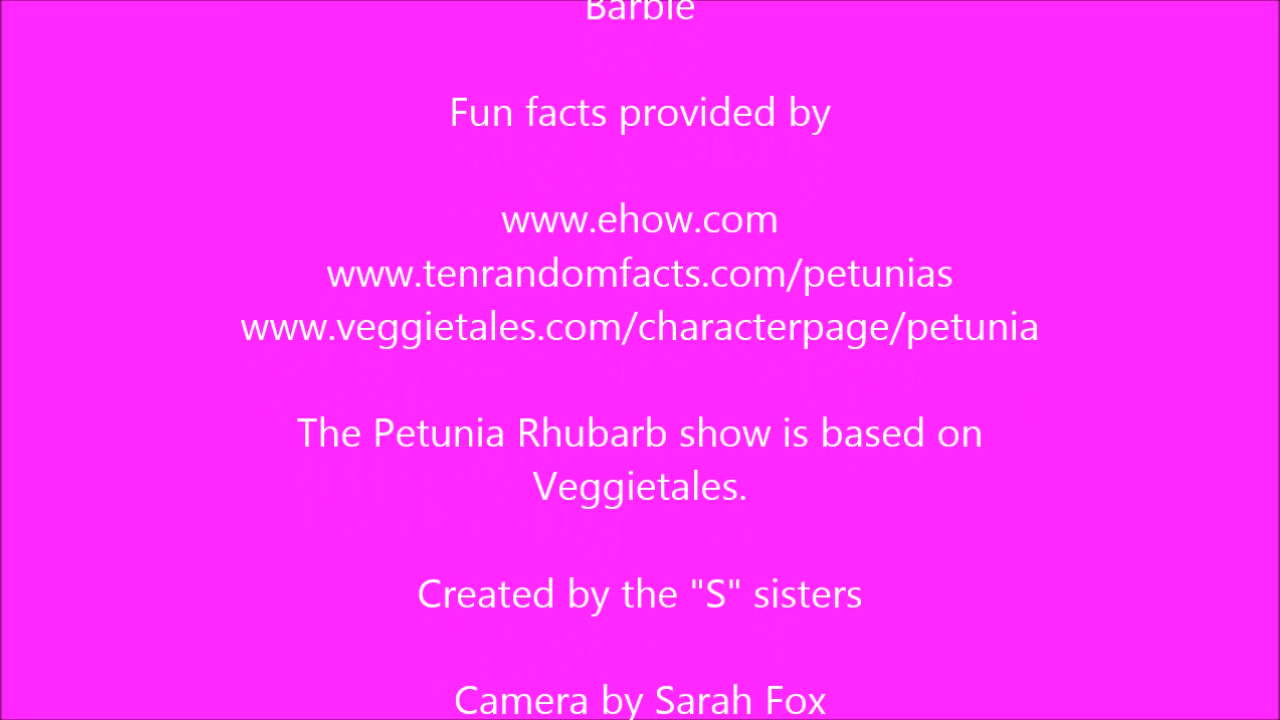 Barbie
Fun facts provided by
www.ehow.com
www.tenrandomfacts.com/petunias
www.veggietales.com/characterpage/petunia
The Petunia Rhubarb show is based on
Veggietales.
Created by the "S" sisters
Camera by Sarah Fox